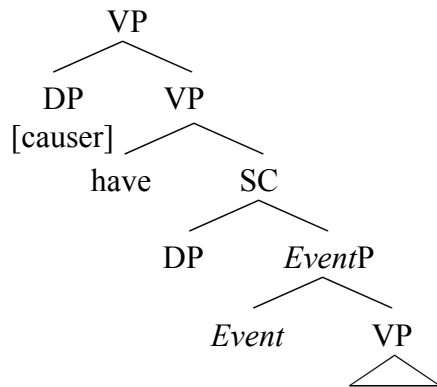 VP
DP VP
[causer]
have SC
DP EventP
Event VP